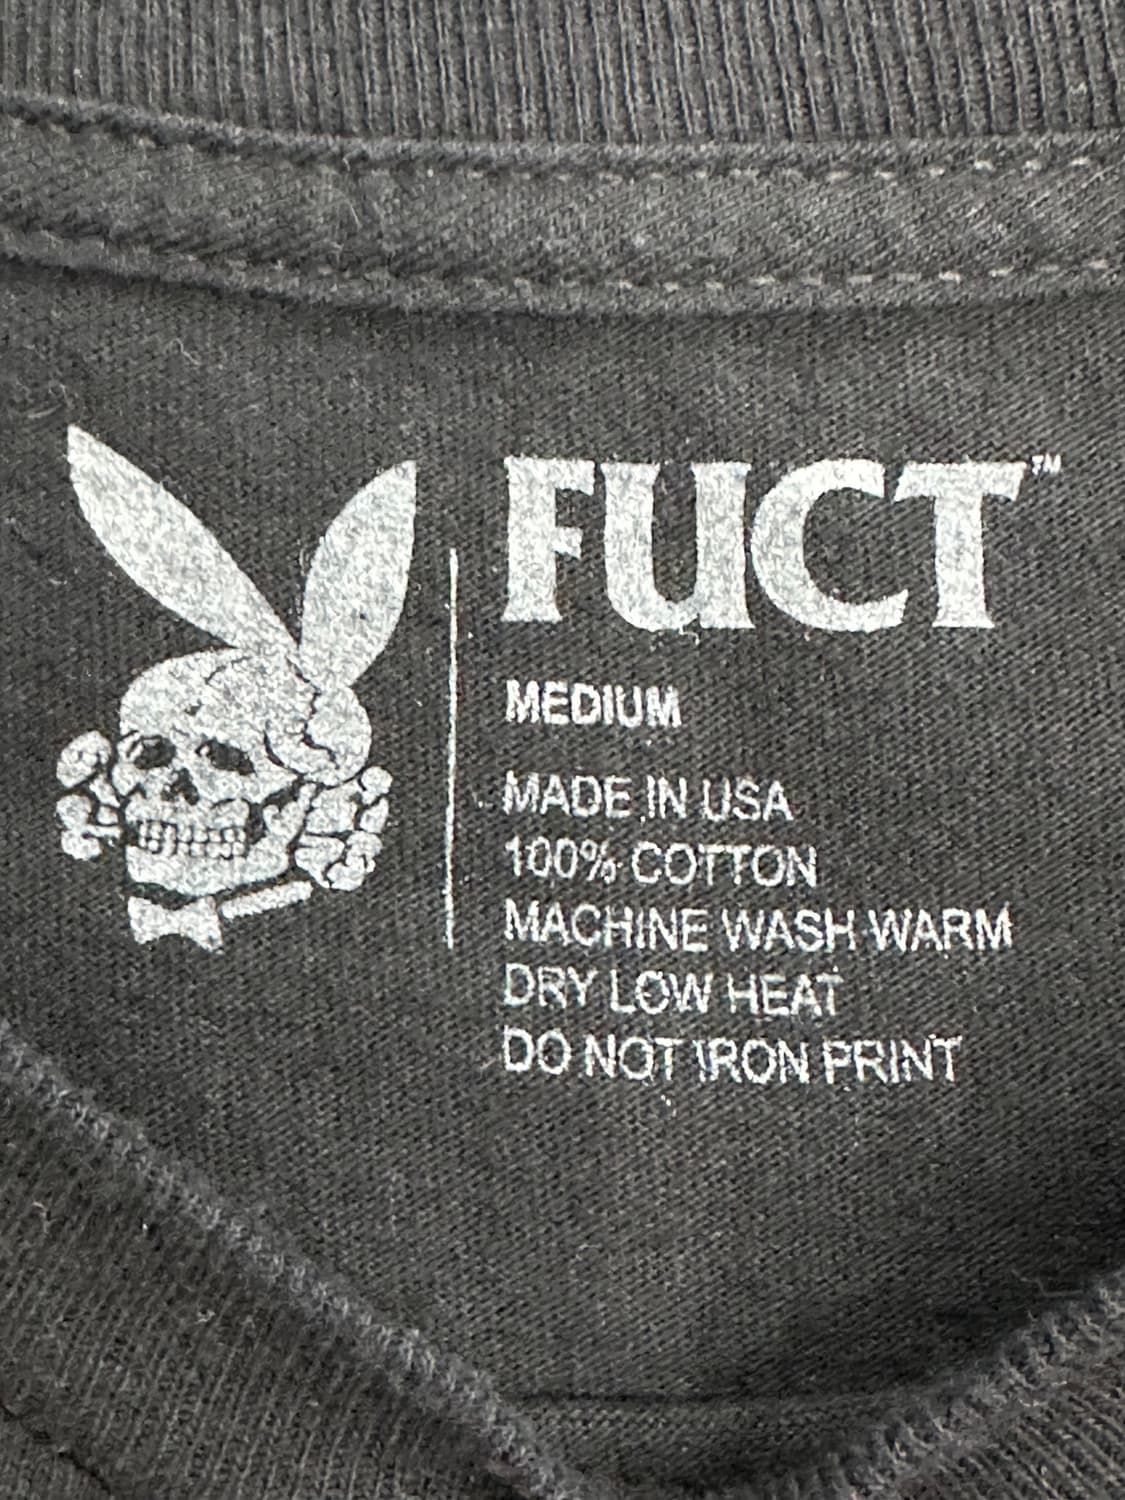 FUCT™
MEDIUM
MADE IN USA
100% COTTON
MACHINE WASH WARM
DRY LOW HEAT
DO NOT IRON PRINT